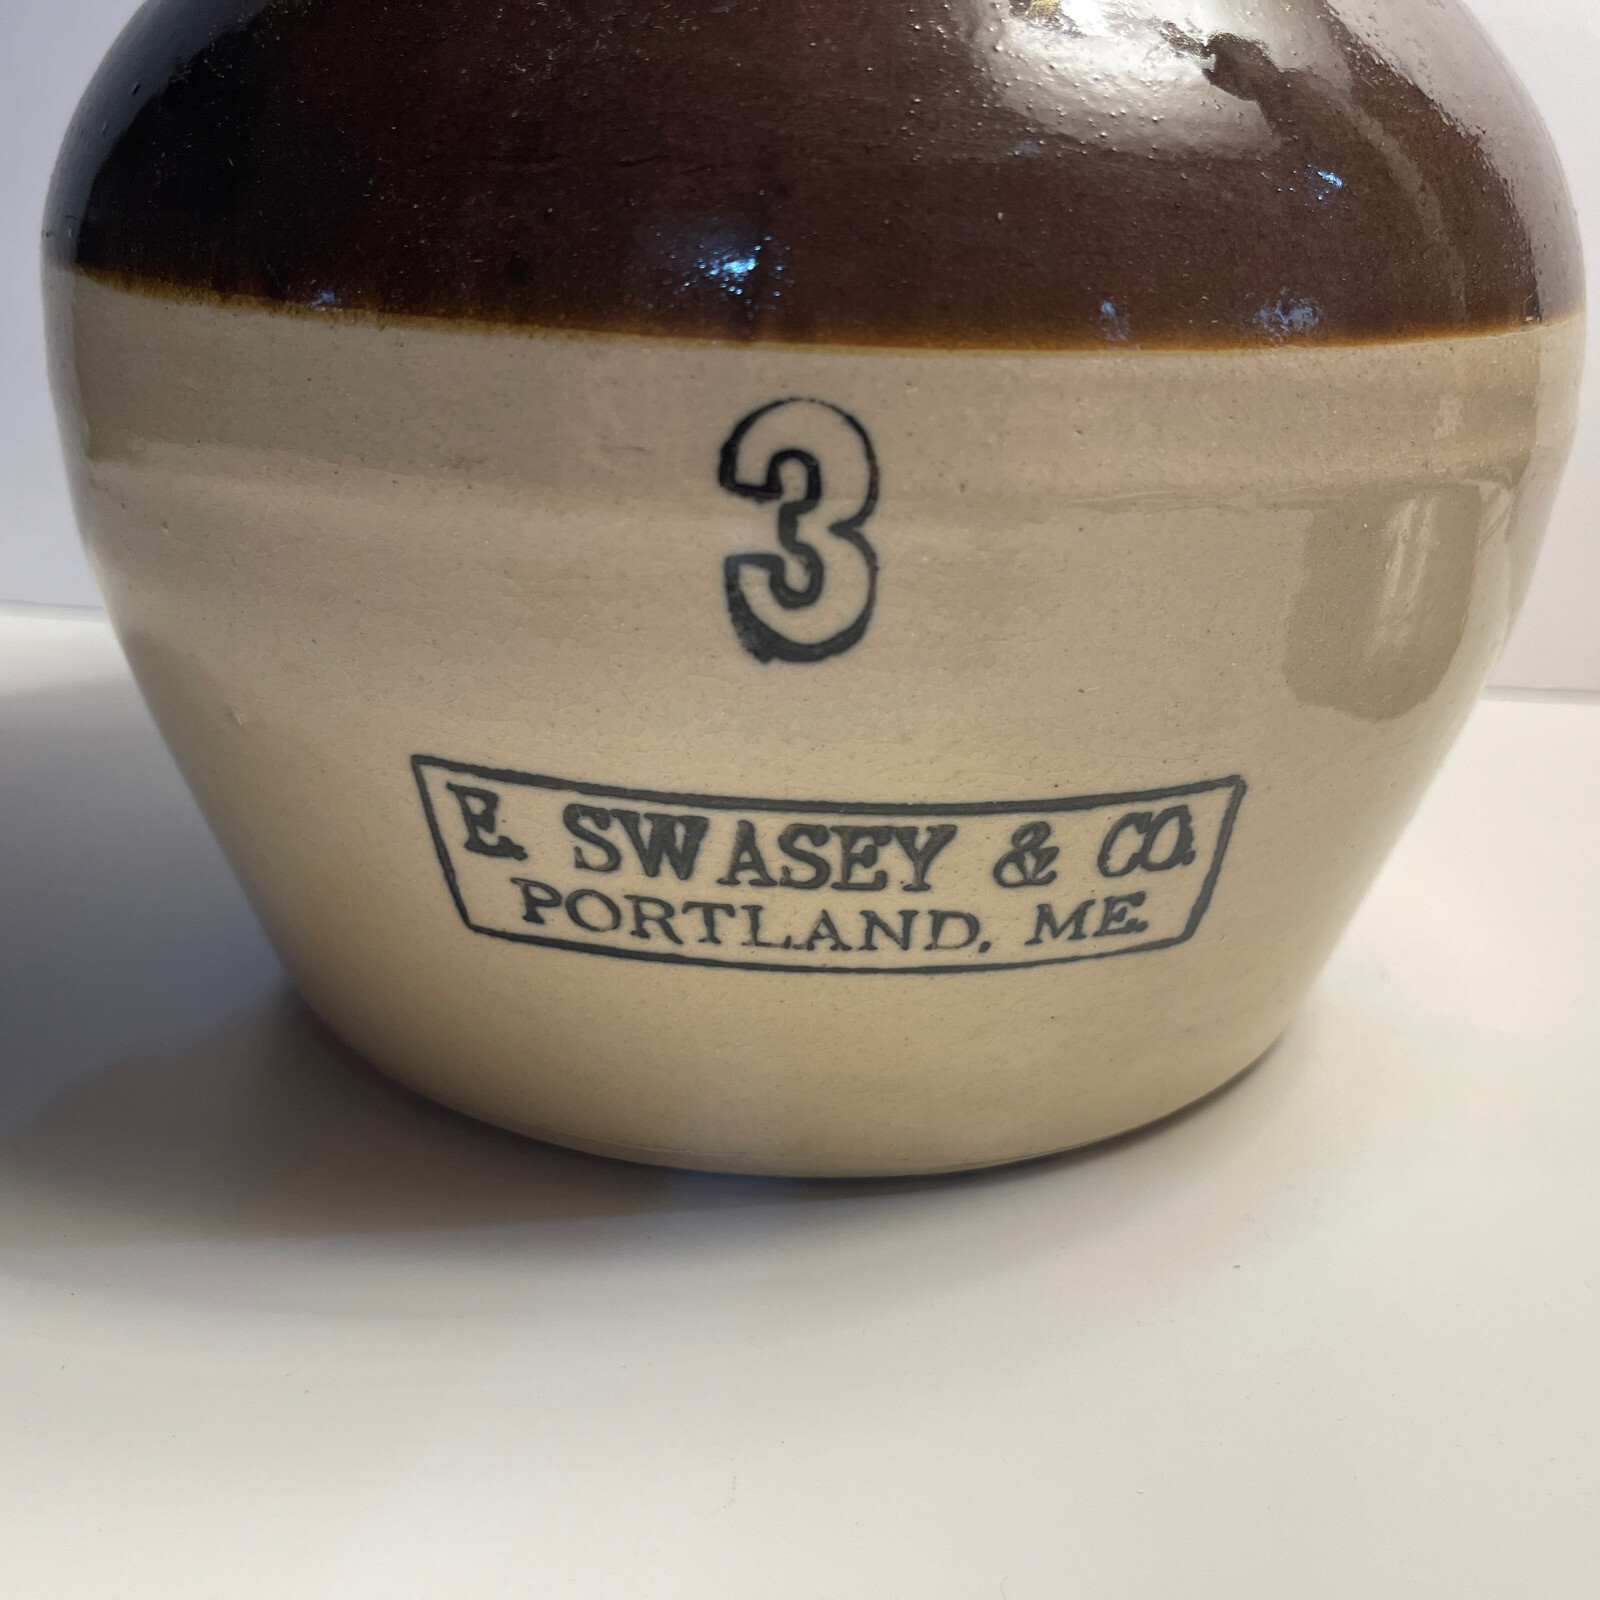 3
E. SWASEY & CO.
PORTLAND, ME.